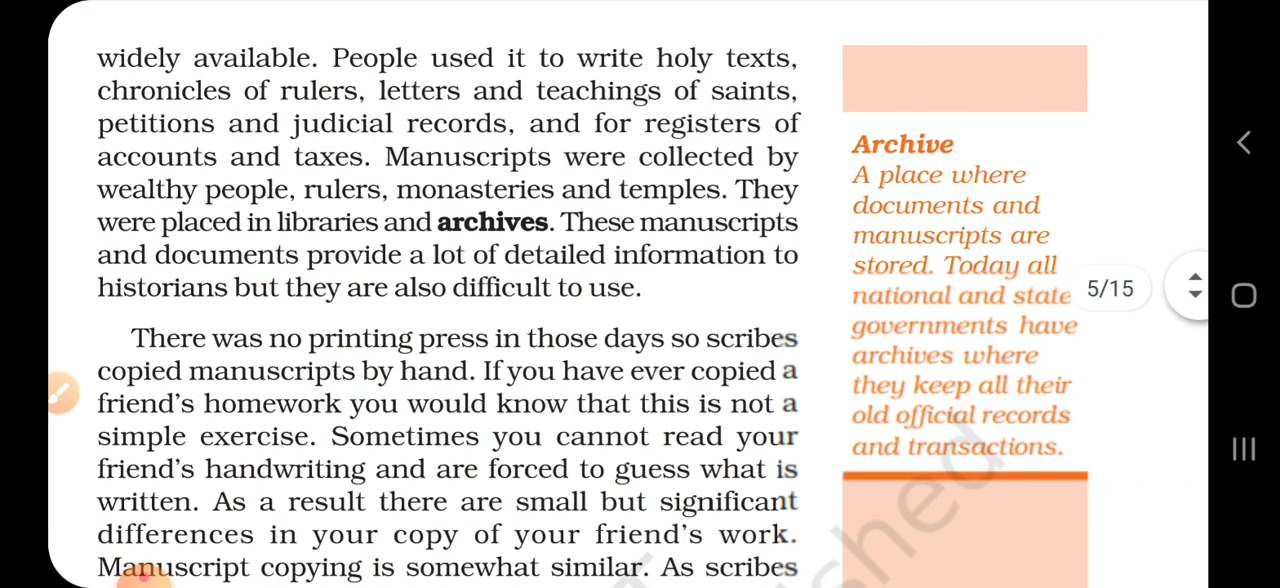 widely available. People used it to write holy texts,
chronicles of rulers, letters and teachings of saints,
petitions and judicial records, and for registers of
accounts and taxes. Manuscripts were collected by
wealthy people, rulers, monasteries and temples. They
were placed in libraries and archives. These manuscripts
and documents provide a lot of detailed information to
historians but they are also difficult to use.
There was no printing press in those days so scribes
copied manuscripts by hand. If you have ever copied a
friend's homework you would know that this is not a
simple exercise. Sometimes you cannot read your
friend's handwriting and are forced to guess what is
written. As a result there are small but significant
differences in your copy of your friend's work.
Manuscript copying is somewhat similar. As scribes
Archive
A place where
documents and
manuscripts are
stored. Today all
national and state
governments have
archives where
they keep all their
old official records
and transactions.
5/15